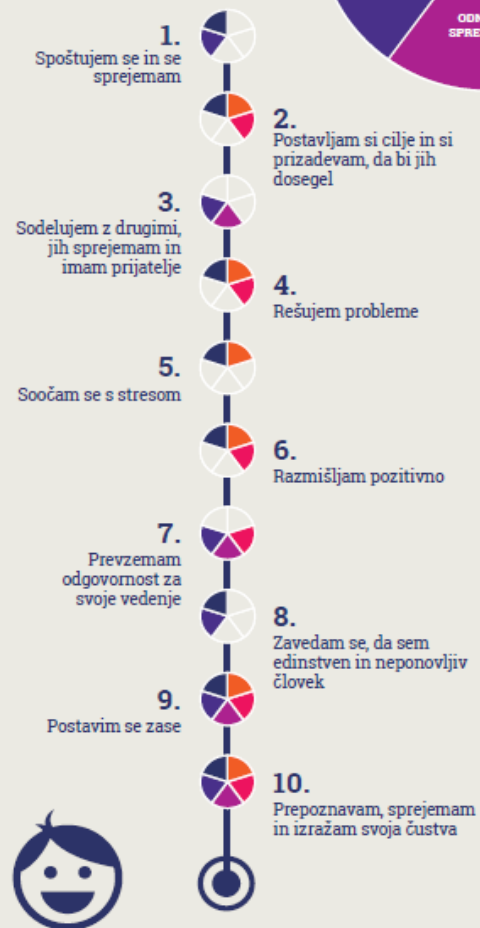 1.
Spoštujem se in se
sprejemam
2.
Postavljam si cilje in si
prizadevam, da bi jih
dosegel
3.
Sodelujem z drugimi,
jih sprejemam in
imam prijatelje
4.
Rešujem probleme
5.
Soočam se s stresom
6.
Razmišljam pozitivno
7.
Prevzemam
odgovornost za
svoje vedenje
8.
Zavedam se, da sem
edinstven in neponovljiv
človek
9.
Postavim se zase
10.
Prepoznavam, sprejemam
in izražam svoja čustva